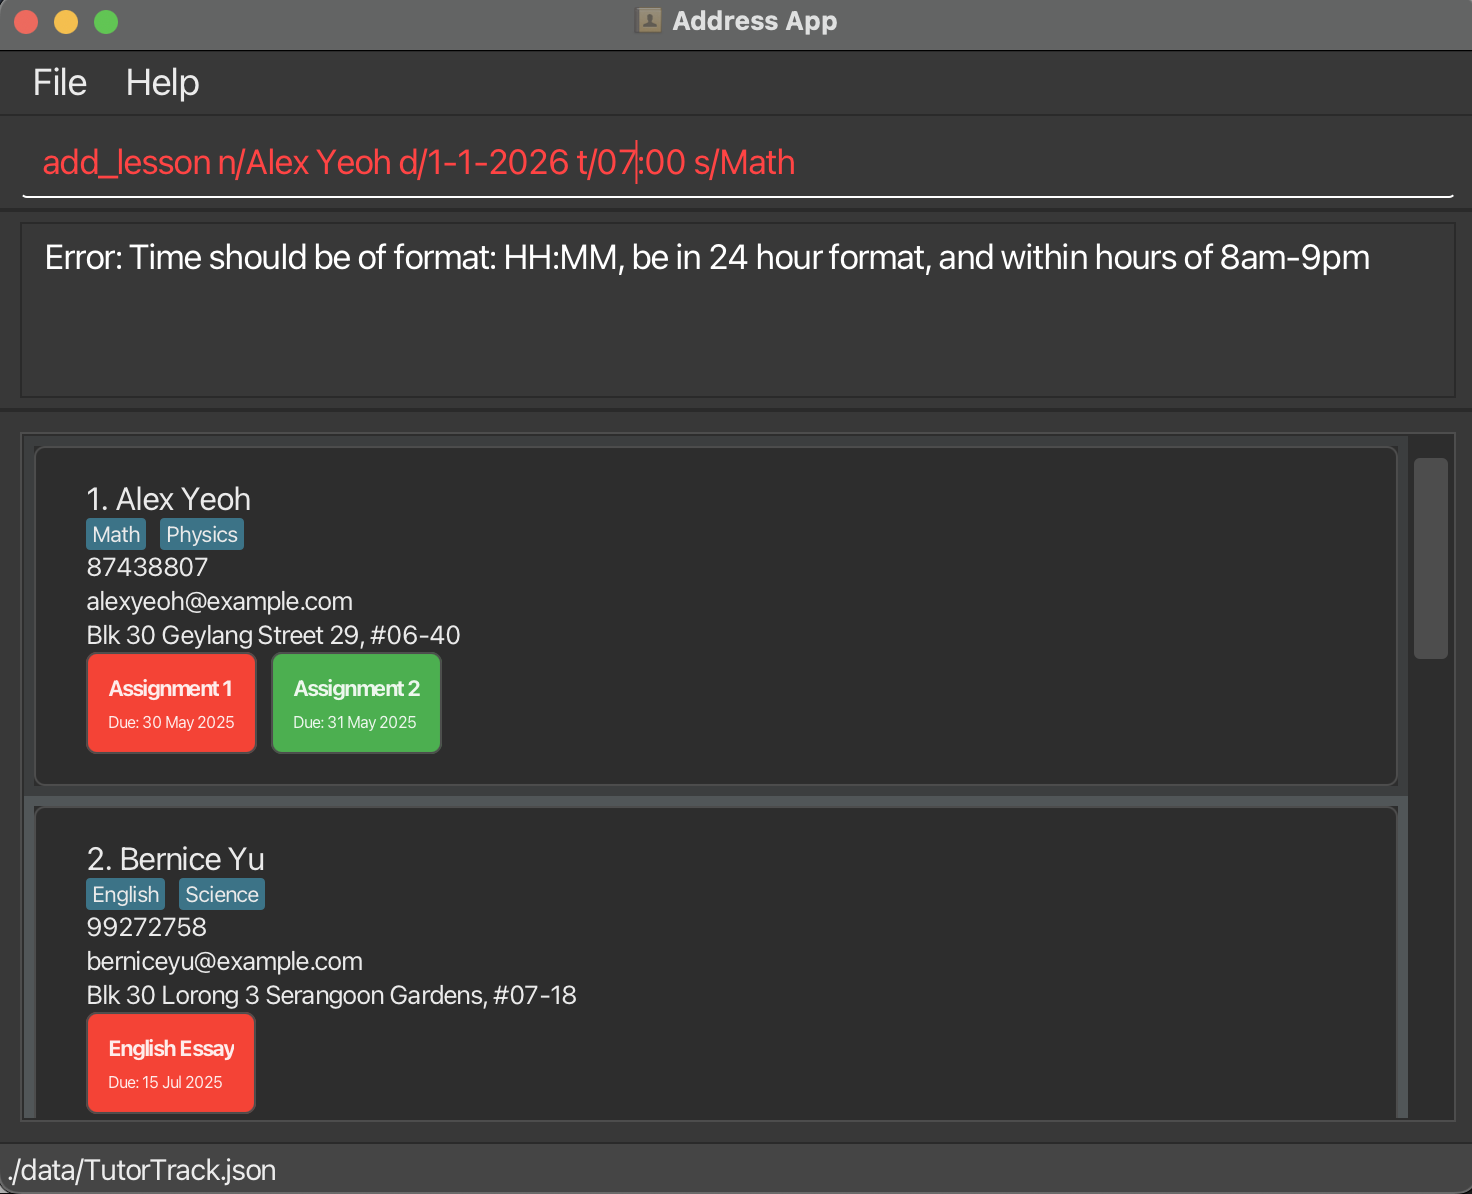 Address App
File Help
add_lesson n/Alex Yeoh d/1-1-2026 t/07:00 s/Math
Error: Time should be of format: HH:MM, be in 24 hour format, and within hours of 8am-9pm
1. Alex Yeoh
Math Physics
87438807
alexyeoh@example.com
Blk 30 Geylang Street 29, #06-40
Assignment 1 Assignment 2
Due: 30 May 2025 Due: 31 May 2025
2. Bernice Yu
English Science
99272758
berniceyu@example.com
Blk 30 Lorong 3 Serangoon Gardens, #07-18
English Essay
Due: 15 Jul 2025
./data/TutorTrack.json